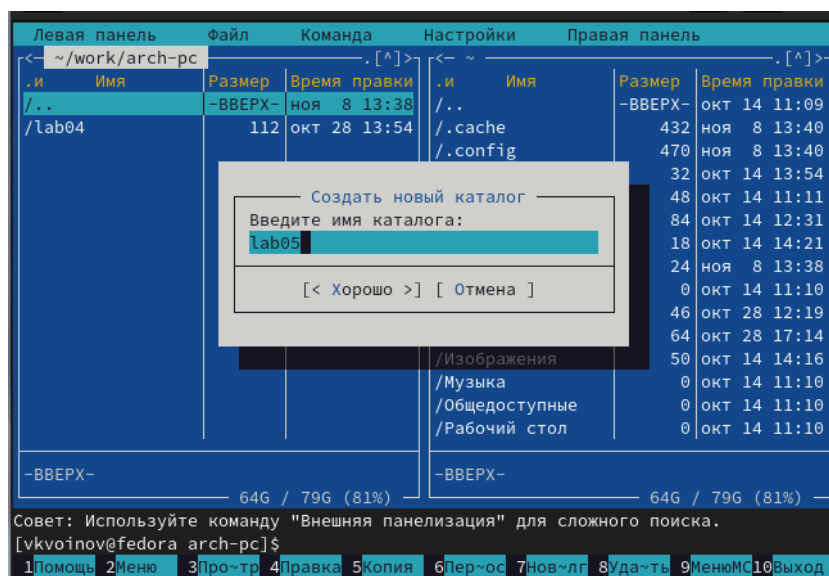 Левая панель Файл Команда Настройки Правая панель
<— ~/work/arch-pc .[^]> <— ~ .[^]>
.и Имя Размер Время правки .и Имя Размер Время правки
/.. -ВВЕРХ- ноя 8 13:38 /.. -ВВЕРХ- окт 14 11:09
/lab04 112 окт 28 13:54 /.cache 432 ноя 8 13:40
/.config 470 ноя 8 13:40
32 окт 14 13:54
Создать новый каталог 48 окт 14 11:11
Введите имя каталога: 84 окт 14 12:31
lab05 18 окт 14 14:21
24 ноя 8 13:38
[< Хорошо >] [ Отмена ] 0 окт 14 11:10
46 окт 28 12:19
64 окт 28 17:14
/Изображения 50 окт 14 14:16
/Музыка 0 окт 14 11:10
/Общедоступные 0 окт 14 11:10
/Рабочий стол 0 окт 14 11:10
-ВВЕРХ- -ВВЕРХ-
64G / 79G (81%) 64G / 79G (81%)
Совет: Используйте команду "Внешняя панелизация" для сложного поиска.
[vkvoinov@fedora arch-pc]$
1Помощь 2Меню 3Про~тр 4Правка 5Копия 6Пер~ос 7Нов~лг 8Уда~ть 9МенюMC 10Выход